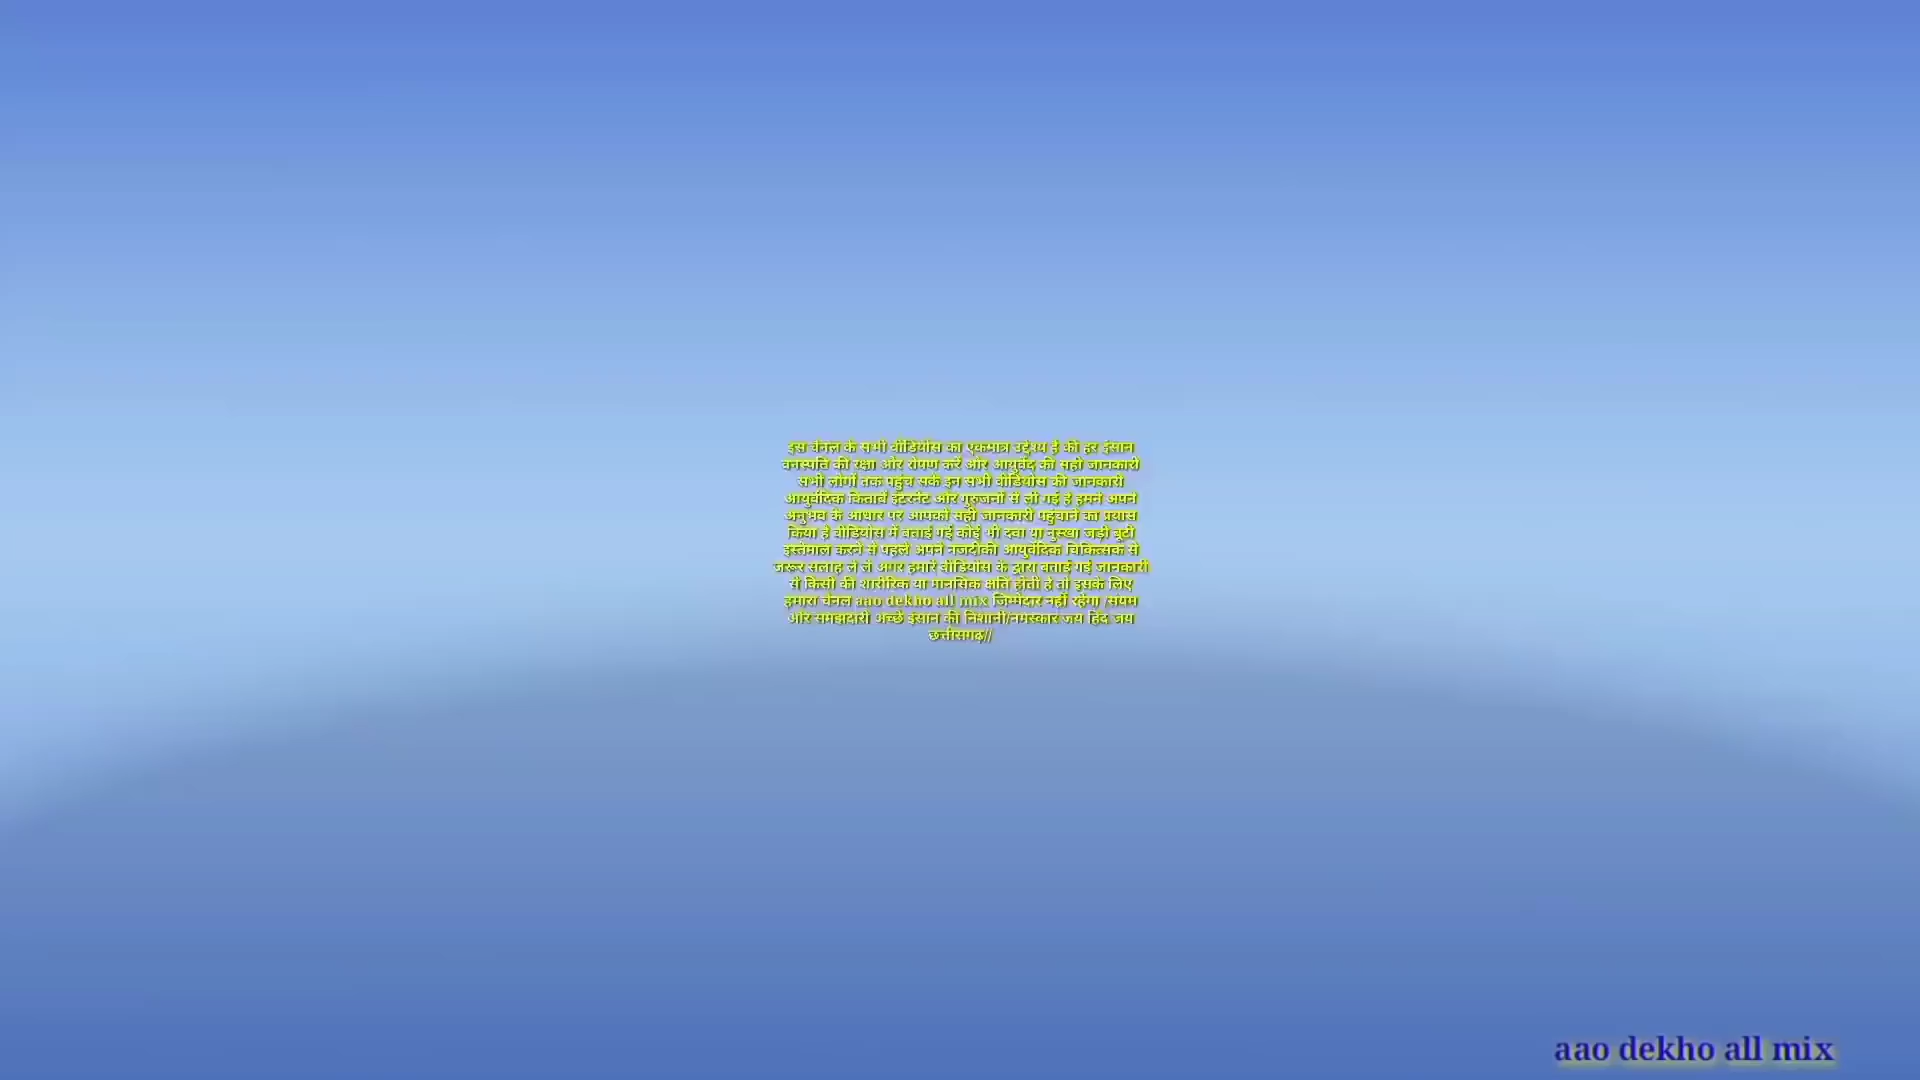 इस चैनल के सभी वीडियोस का एकमात्र उद्देश्य है की हर इंसान
वनस्पति की रक्षा और रोपण करें और आयुर्वेद की सही जानकारी
सभी लोगों तक पहुंच सके इन सभी वीडियोस की जानकारी
आयुर्वेदिक किताबें इंटरनेट और गुरुजनों से ली गई है हमने अपने
अनुभव के आधार पर आपको सही जानकारी पहुंचाने का प्रयास
किया है वीडियोस में बताई गई कोई भी दवा या नुस्खा जड़ी बूटी
इस्तेमाल करने से पहले अपने नजदीकी आयुर्वेदिक चिकित्सक से
जरूर सलाह ले ले अगर हमारे वीडियोस के द्वारा बताई गई जानकारी
से किसी की शारीरिक या मानसिक क्षति होती है तो इसके लिए
हमारा चैनल aao dekho all mix जिम्मेदार नहीं रहेगा /संयम
और समझदारी अच्छे इंसान की निशानी/नमस्कार जय हिंद जय
छत्तीसगढ़//
aao dekho all mix